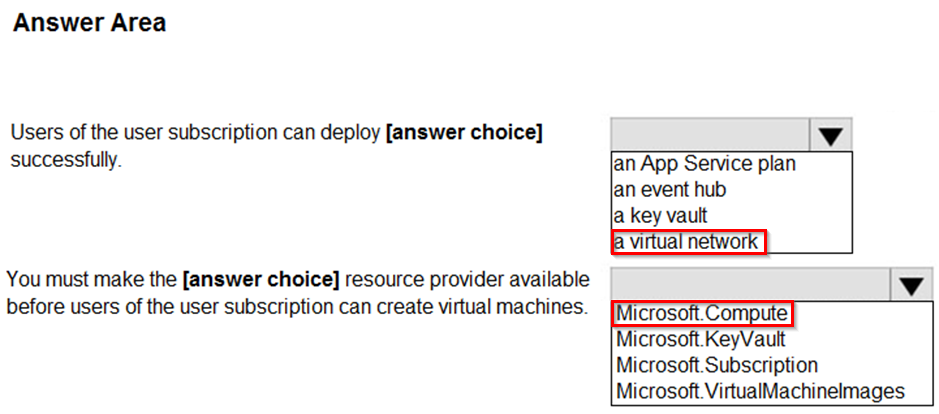 Answer Area
Users of the user subscription can deploy [answer choice]
successfully.
an App Service plan
an event hub
a key vault
a virtual network
You must make the [answer choice] resource provider available
before users of the user subscription can create virtual machines.
Microsoft.Compute
Microsoft.KeyVault
Microsoft.Subscription
Microsoft.VirtualMachineImages